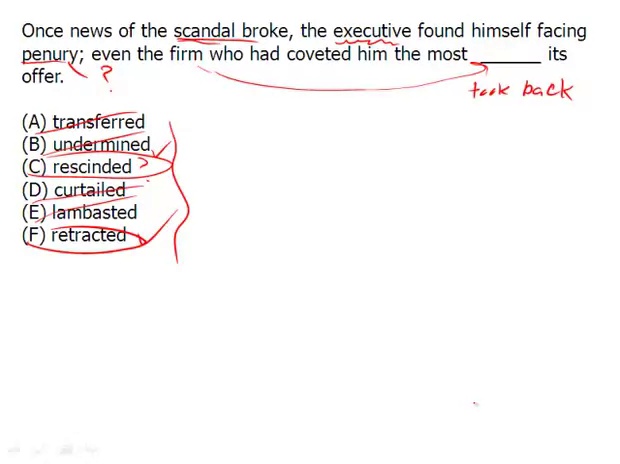 Once news of the scandal broke, the executive found himself facing
penury; even the firm who had coveted him the most ______ its
offer.
?
took back
(A) transferred
(B) undermined
(C) rescinded ?
(D) curtailed
(E) lambasted
(F) retracted